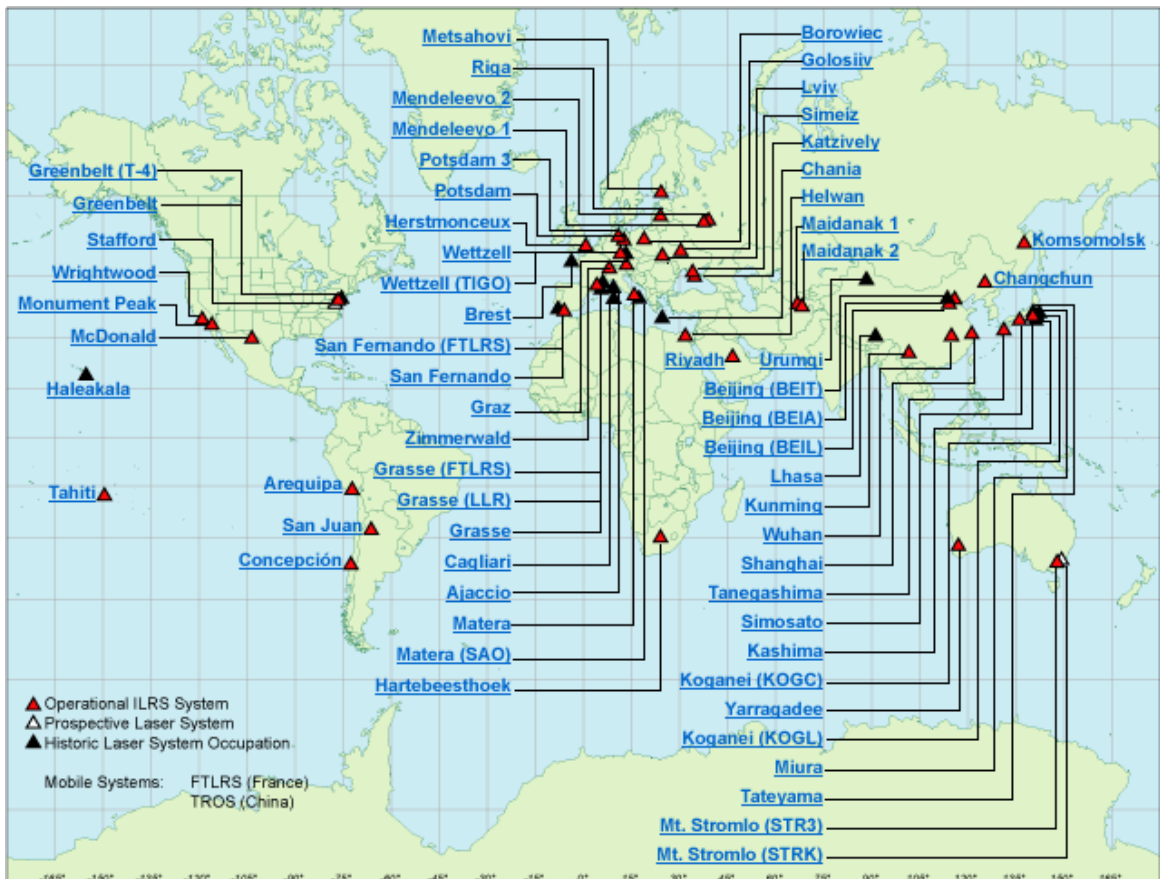 Metsahovi
Riga
Mendeleevo 2
Mendeleevo 1
Potsdam 3
Potsdam
Herstmonceux
Wettzell
Wettzell (TIGO)
Brest
San Fernando (FTLRS)
San Fernando
Graz
Zimmerwald
Grasse (FTLRS)
Grasse (LLR)
Grasse
Cagliari
Ajaccio
Matera
Matera (SAO)
Hartebeesthoek
Greenbelt (T-4)
Greenbelt
Stafford
Wrightwood
Monument Peak
McDonald
Haleakala
Tahiti
Arequipa
San Juan
Concepción
Borowiec
Golosiiv
Lviv
Simeiz
Katzively
Chania
Helwan
Maidanak 1
Maidanak 2
Komsomolsk
Changchun
Riyadh
Urumqi
Beijing (BEIT)
Beijing (BEIA)
Beijing (BEIL)
Lhasa
Kunming
Wuhan
Shanghai
Tanegashima
Simosato
Kashima
Koganei (KOGC)
Yarragadee
Koganei (KOGL)
Miura
Tateyama
Mt. Stromlo (STR3)
Mt. Stromlo (STRK)
Operational ILRS System
Prospective Laser System
Historic Laser System Occupation
Mobile Systems: FTLRS (France)
TROS (China)